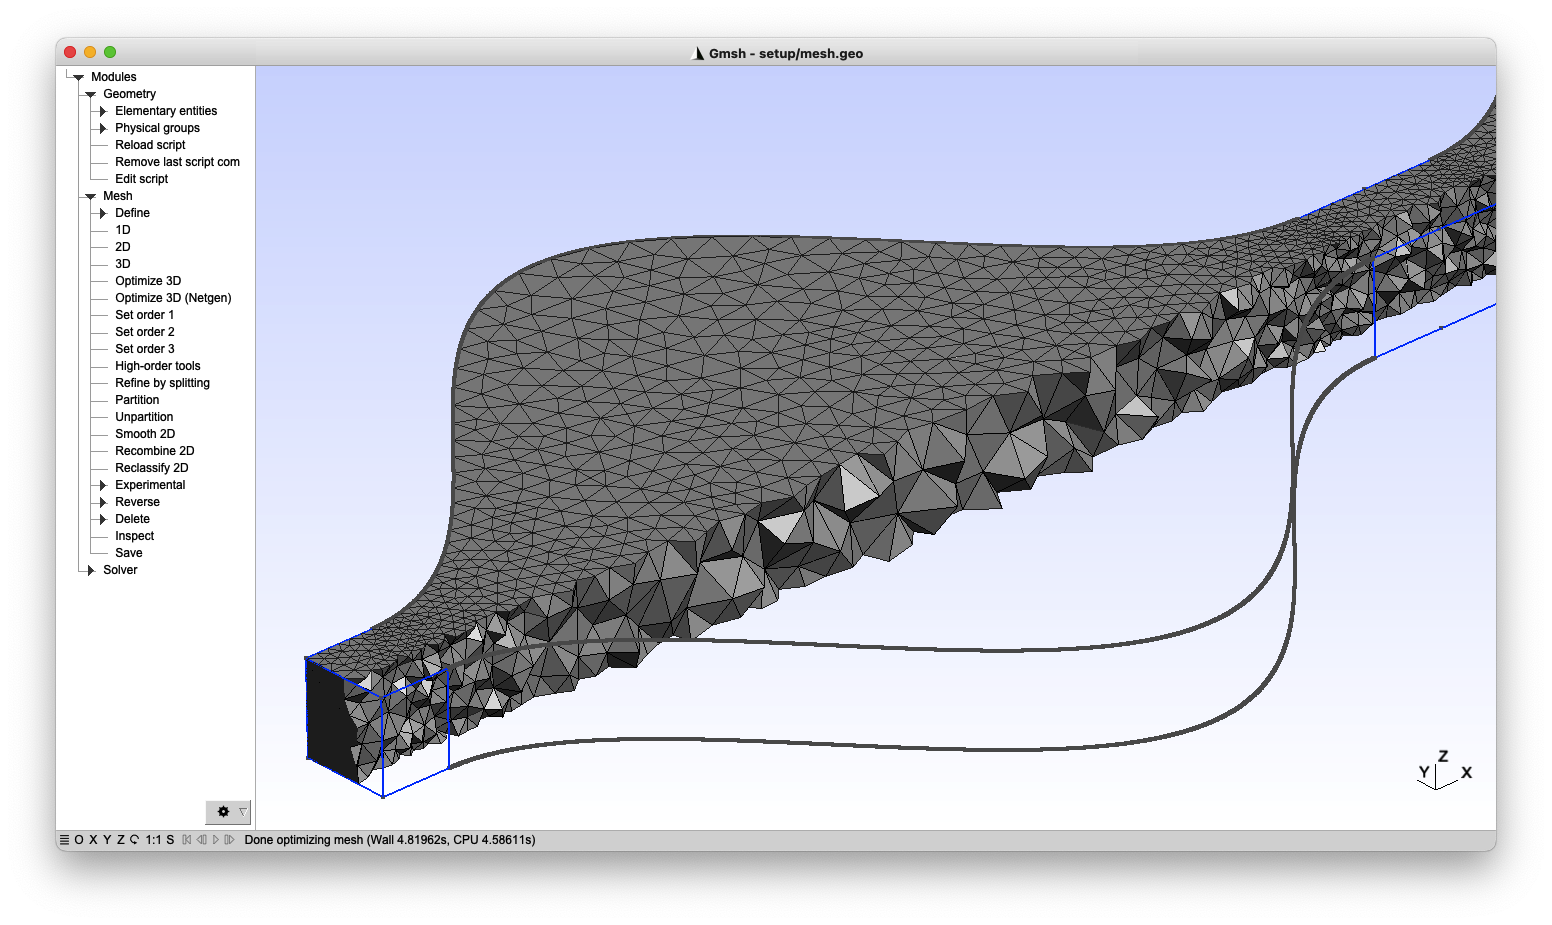 Gmsh - setup/mesh.geo
Modules
Geometry
Elementary entities
Physical groups
Reload script
Remove last script com
Edit script
Mesh
Define
1D
2D
3D
Optimize 3D
Optimize 3D (Netgen)
Set order 1
Set order 2
Set order 3
High-order tools
Refine by splitting
Partition
Unpartition
Smooth 2D
Recombine 2D
Reclassify 2D
Experimental
Reverse
Delete
Inspect
Save
Solver
Z
Y X
O X Y Z 1:1 S Done optimizing mesh (Wall 4.81962s, CPU 4.58611s)